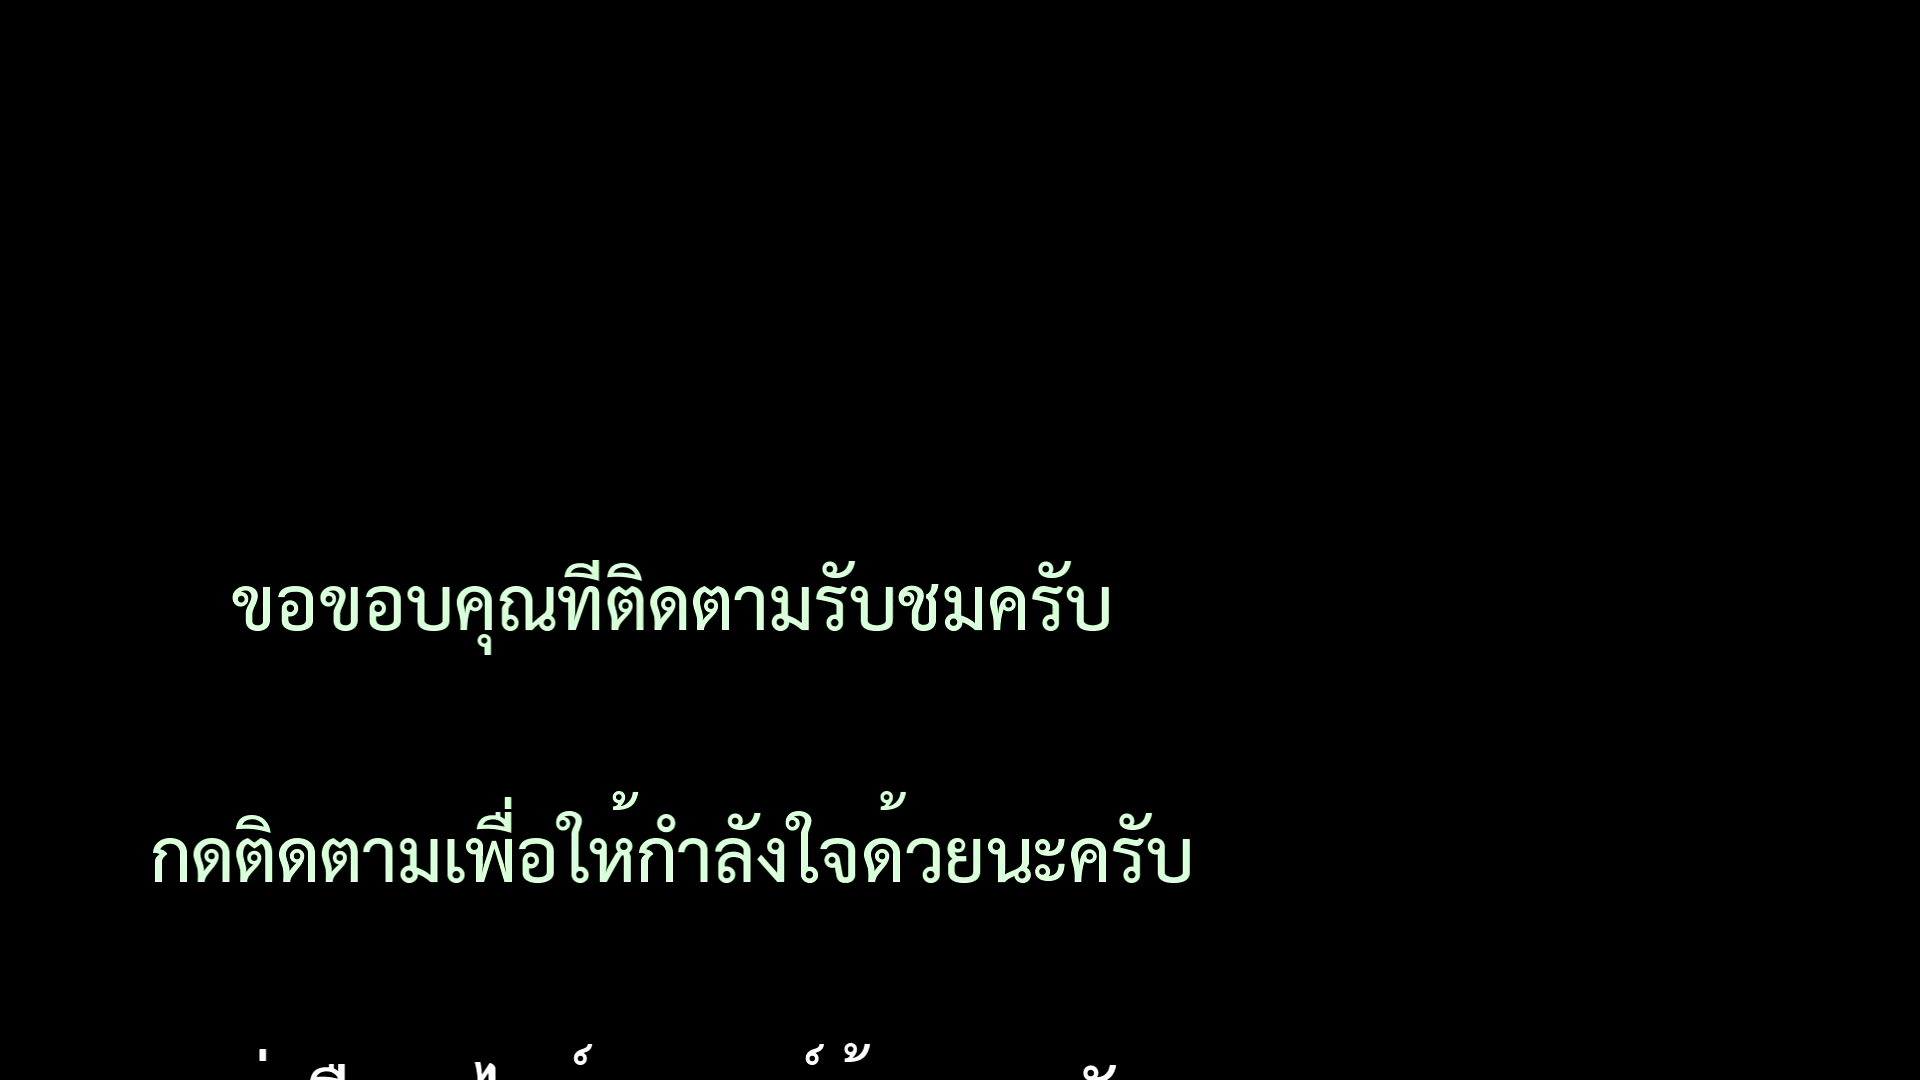 ขอขอบคุณที่ติดตามรับชมครับ
กดติดตามเพื่อให้กำลังใจด้วยนะครับ